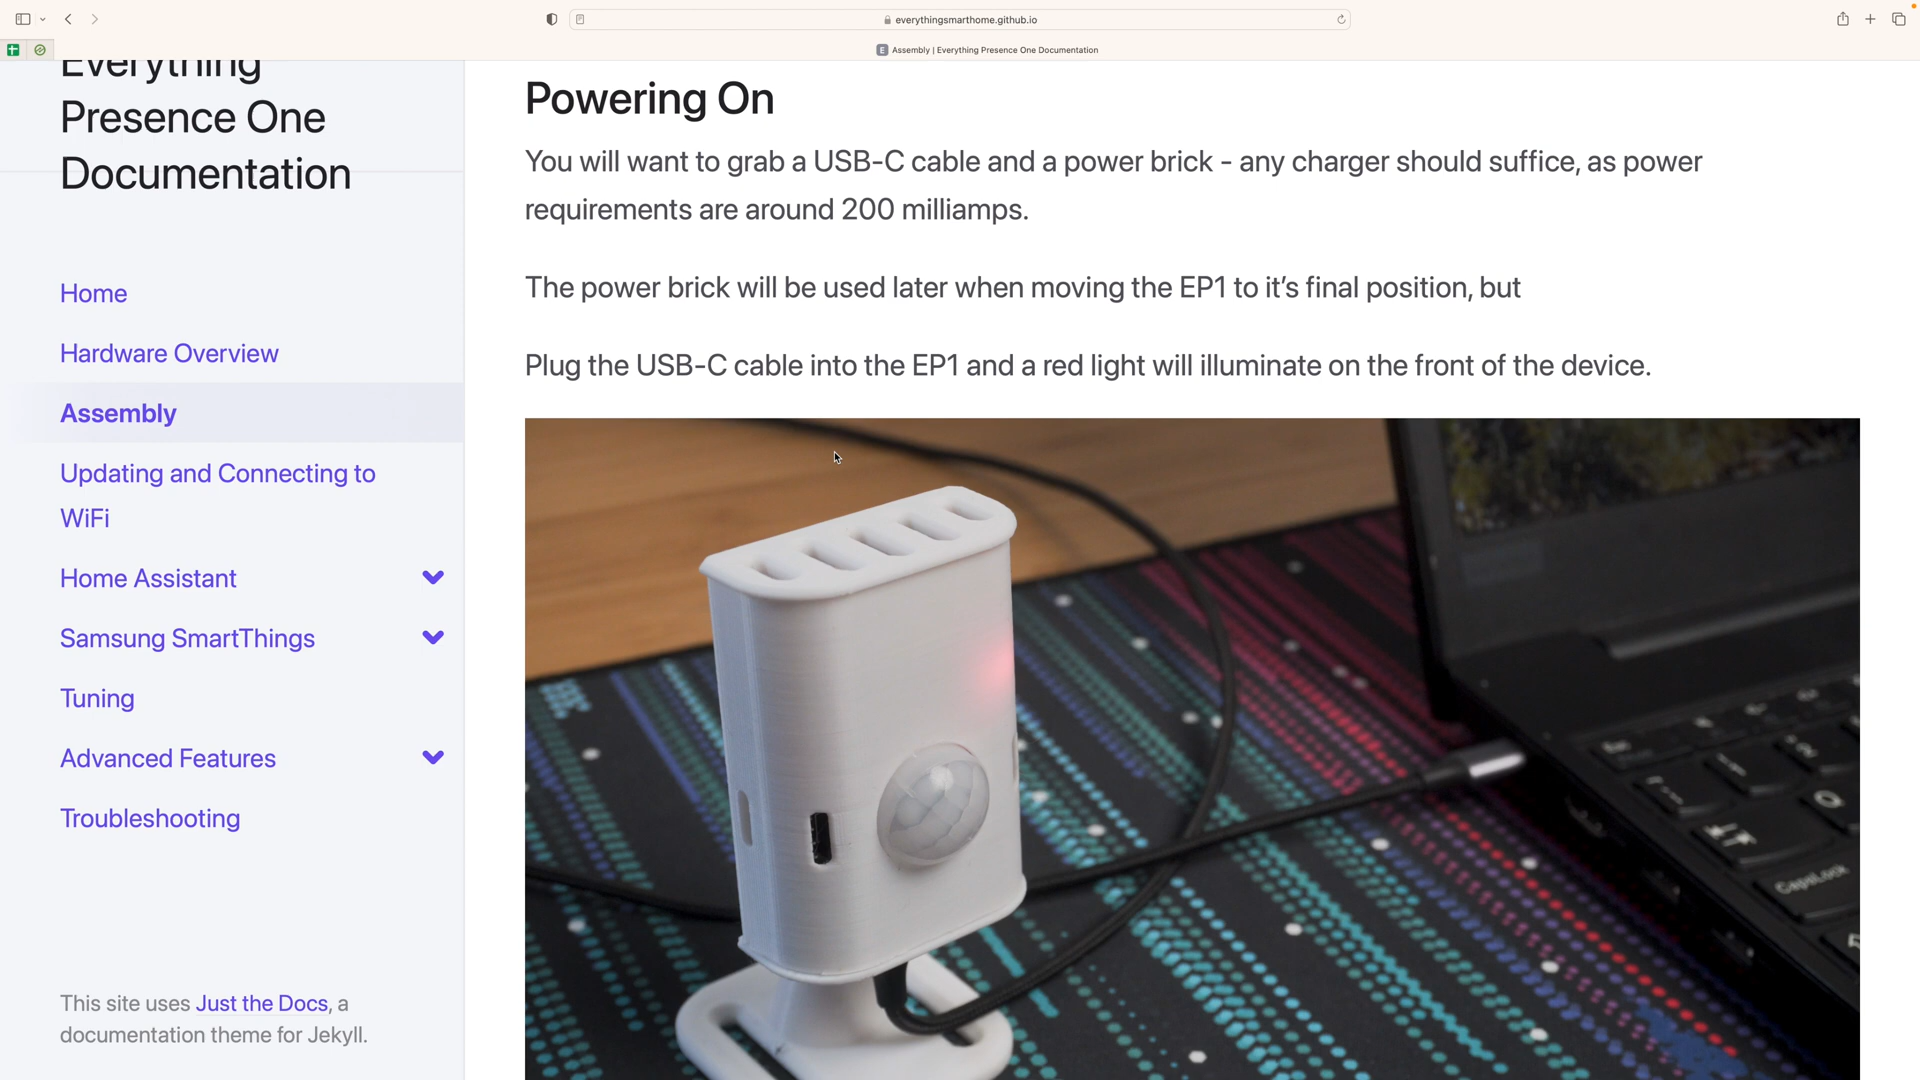 everythingsmarthome.github.io
E Assembly | Everything Presence One Documentation
Everything
Presence One
Documentation
Home
Hardware Overview
Assembly
Updating and Connecting to
WiFi
Home Assistant
Samsung SmartThings
Tuning
Advanced Features
Troubleshooting
This site uses Just the Docs, a
documentation theme for Jekyll.
Powering On
You will want to grab a USB-C cable and a power brick - any charger should suffice, as power
requirements are around 200 milliamps.
The power brick will be used later when moving the EP1 to it’s final position, but
Plug the USB-C cable into the EP1 and a red light will illuminate on the front of the device.
CapsLock